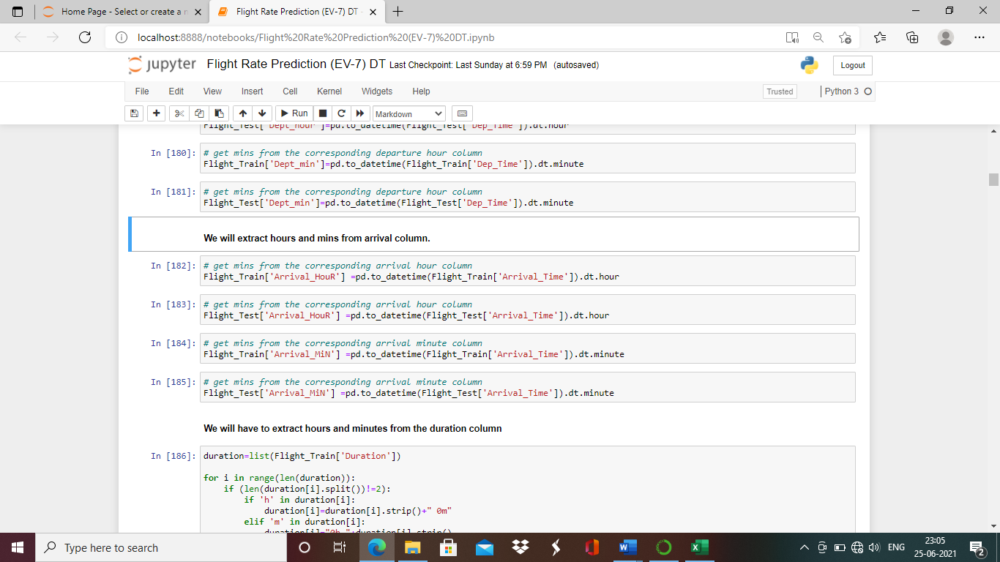 Home Page - Select or create a n
Flight Rate Prediction (EV-7) DT -
localhost:8888/notebooks/Flight%20Rate%20Prediction%20(EV-7)%20DT.ipynb
jupyter Flight Rate Prediction (EV-7) DT Last Checkpoint: Last Sunday at 6:59 PM (autosaved)
Logout
File Edit View Insert Cell Kernel Widgets Help
Trusted
Python 3
Run
Markdown
Flight_Test['Dept_hour']=pd.to_datetime(Flight_Test['Dep_Time']).dt.hour
In [180]: # get mins from the corresponding departure hour column
Flight_Train['Dept_min']=pd.to_datetime(Flight_Train['Dep_Time']).dt.minute
In [181]: # get mins from the corresponding departure hour column
Flight_Test['Dept_min']=pd.to_datetime(Flight_Test['Dep_Time']).dt.minute
We will extract hours and mins from arrival column.
In [182]: # get mins from the corresponding arrival hour column
Flight_Train['Arrival_HouR'] =pd.to_datetime(Flight_Train['Arrival_Time']).dt.hour
In [183]: # get mins from the corresponding arrival hour column
Flight_Test['Arrival_HouR'] =pd.to_datetime(Flight_Test['Arrival_Time']).dt.hour
In [184]: # get mins from the corresponding arrival minute column
Flight_Train['Arrival_MiN'] =pd.to_datetime(Flight_Train['Arrival_Time']).dt.minute
In [185]: # get mins from the corresponding arrival minute column
Flight_Test['Arrival_MiN'] =pd.to_datetime(Flight_Test['Arrival_Time']).dt.minute
We will have to extract hours and minutes from the duration column
In [186]: duration=list(Flight_Train['Duration'])
for i in range(len(duration)):
if (len(duration[i].split())!=2):
if 'h' in duration[i]:
duration[i]=duration[i].strip()+" 0m"
elif 'm' in duration[i]:
duration[i]="0h "+duration[i].strip()
Type here to search
ENG
23:05
25-06-2021
2